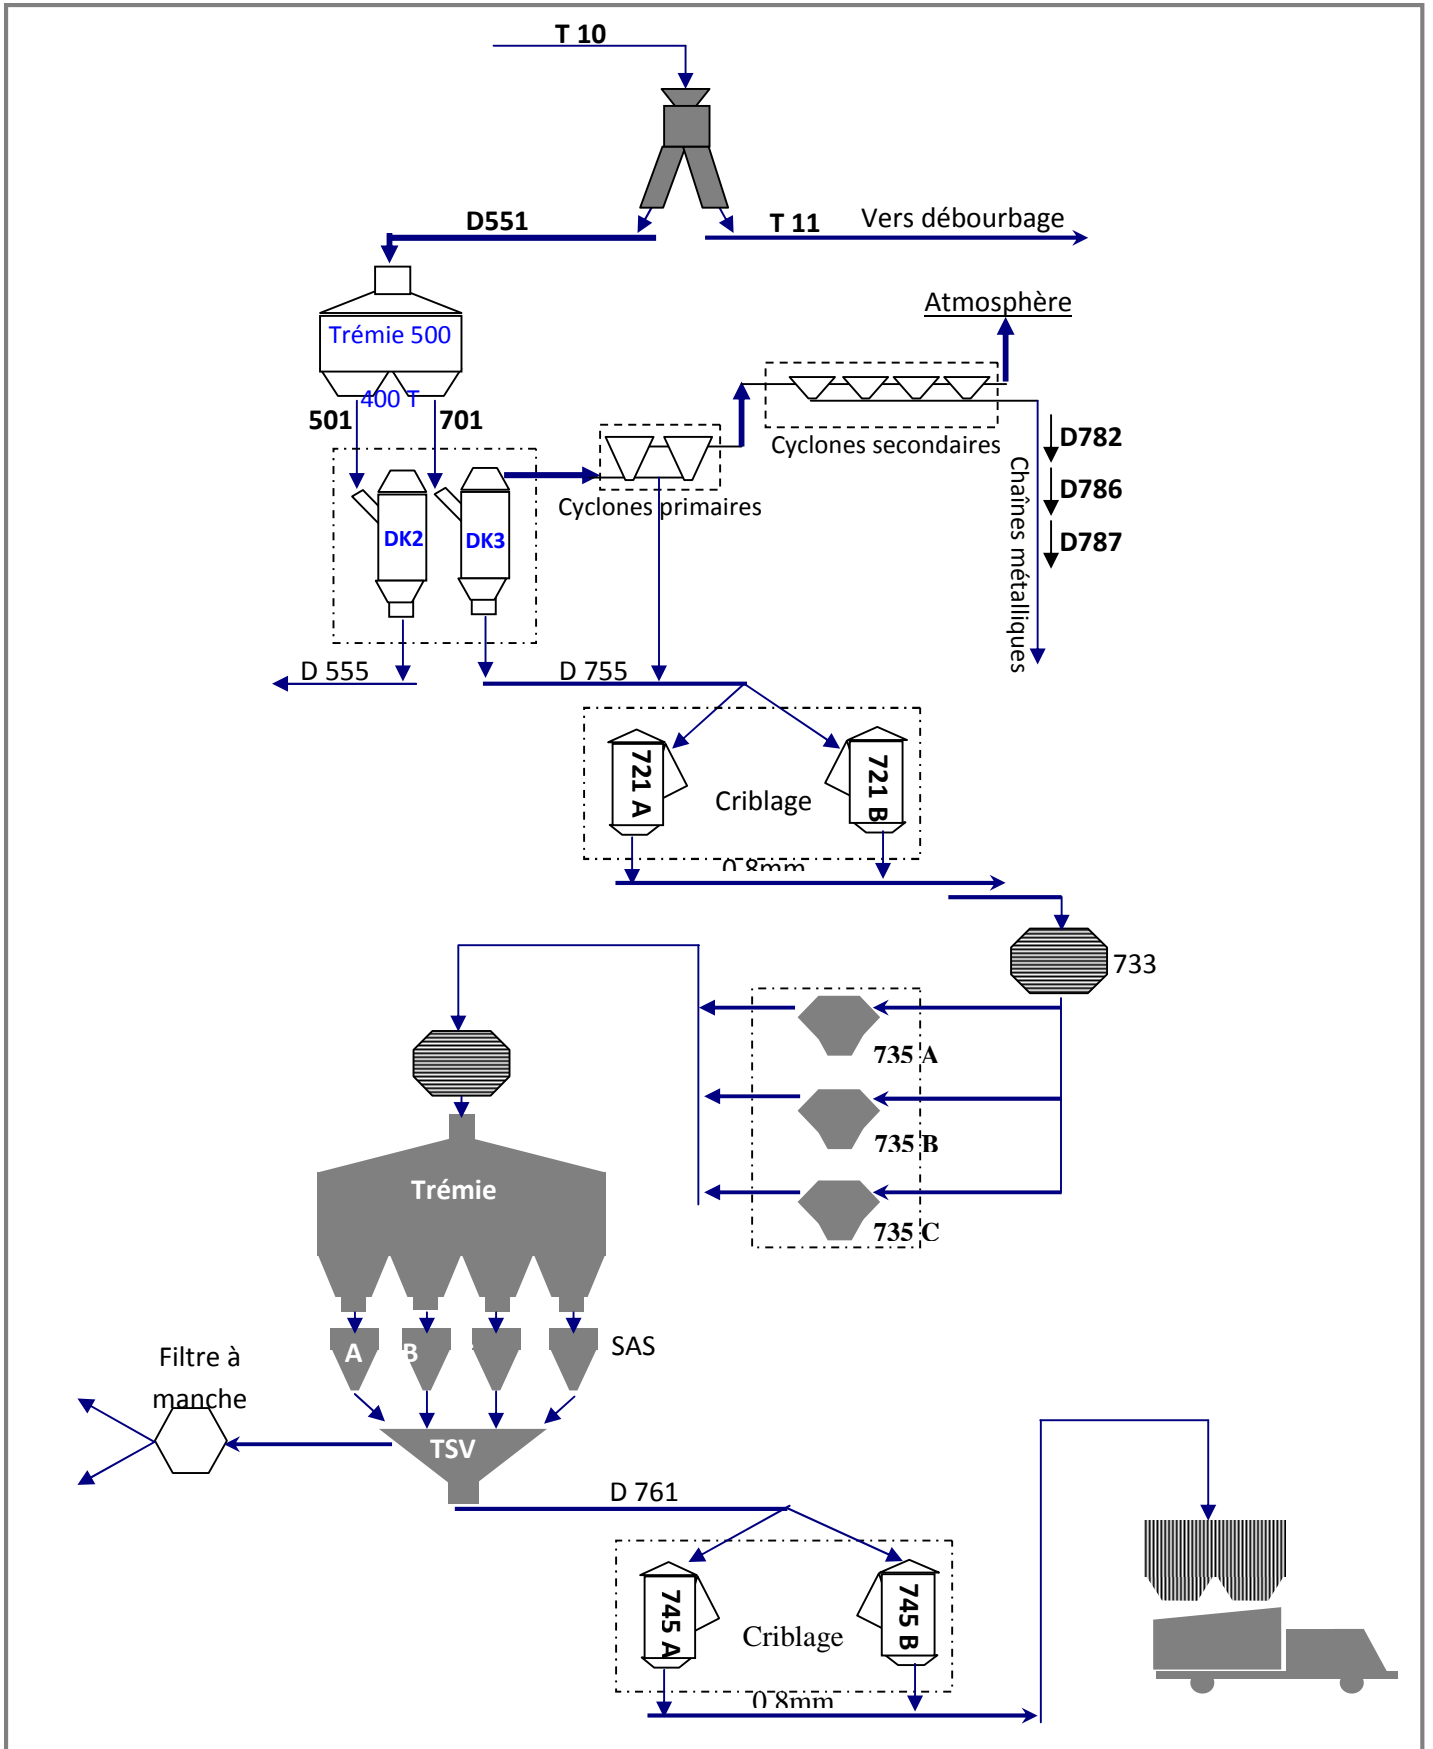 T 10
D551
T 11
Vers débourbage
Atmosphère
Trémie 500
400 T
501
701
Cyclones secondaires
D782
D786
D787
Chaînes métalliques
Cyclones primaires
DK2
DK3
D 555
D 755
721 A
721 B
Criblage
0.8mm
733
735 A
735 B
735 C
Trémie
A
B
SAS
Filtre à
manche
TSV
D 761
745 A
745 B
Criblage
0.8mm